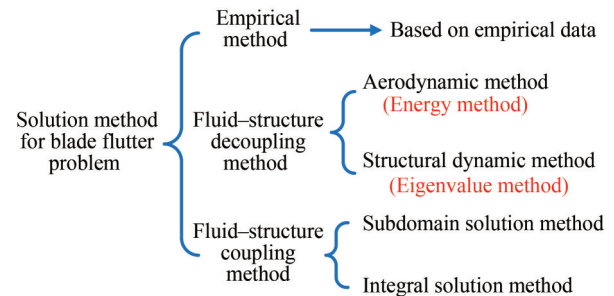 Solution method
for blade flutter
problem
Empirical
method
Based on empirical data
Fluid–structure
decoupling
method
Aerodynamic method
(Energy method)
Structural dynamic method
(Eigenvalue method)
Fluid–structure
coupling
method
Subdomain solution method
Integral solution method